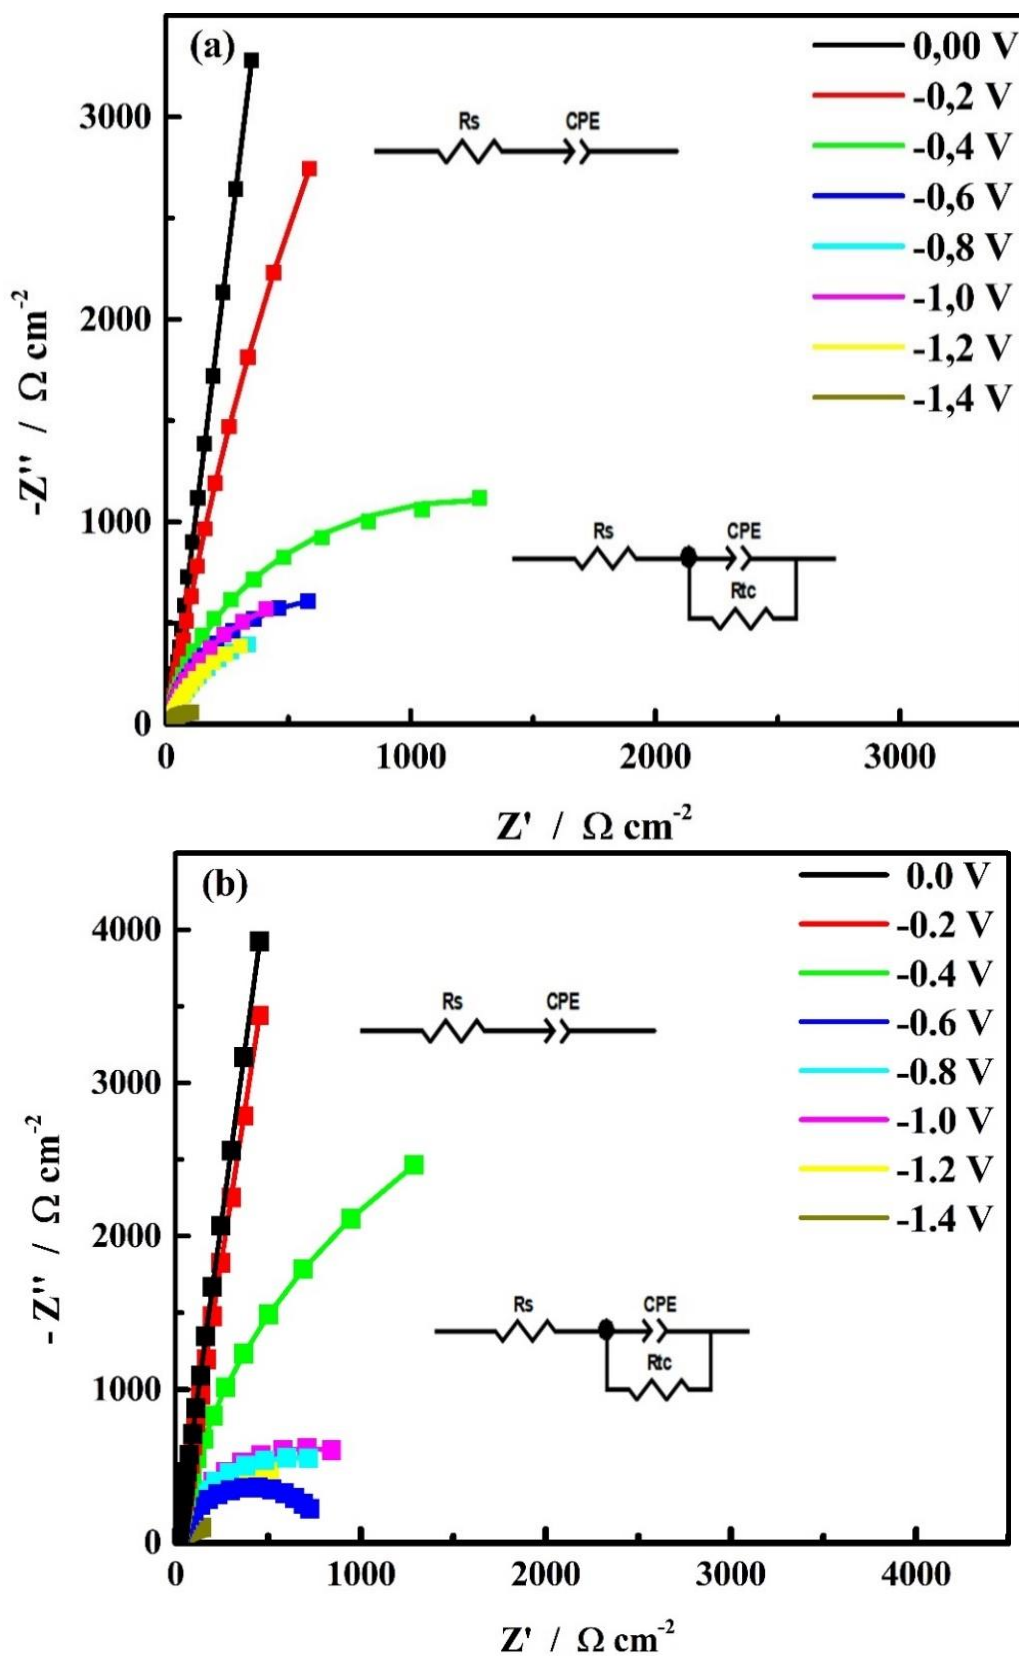 (a)
0,00 V
-0,2 V
-0,4 V
-0,6 V
-0,8 V
-1,0 V
-1,2 V
-1,4 V
Rs CPE
Rs CPE
Rtc
3000
2000
1000
0
-Z'' / Ω cm-2
0 1000 2000 3000
Z' / Ω cm-2
(b)
0.0 V
-0.2 V
-0.4 V
-0.6 V
-0.8 V
-1.0 V
-1.2 V
-1.4 V
Rs CPE
Rs CPE
Rtc
4000
3000
2000
1000
0
-Z'' / Ω cm-2
0 1000 2000 3000 4000
Z' / Ω cm-2